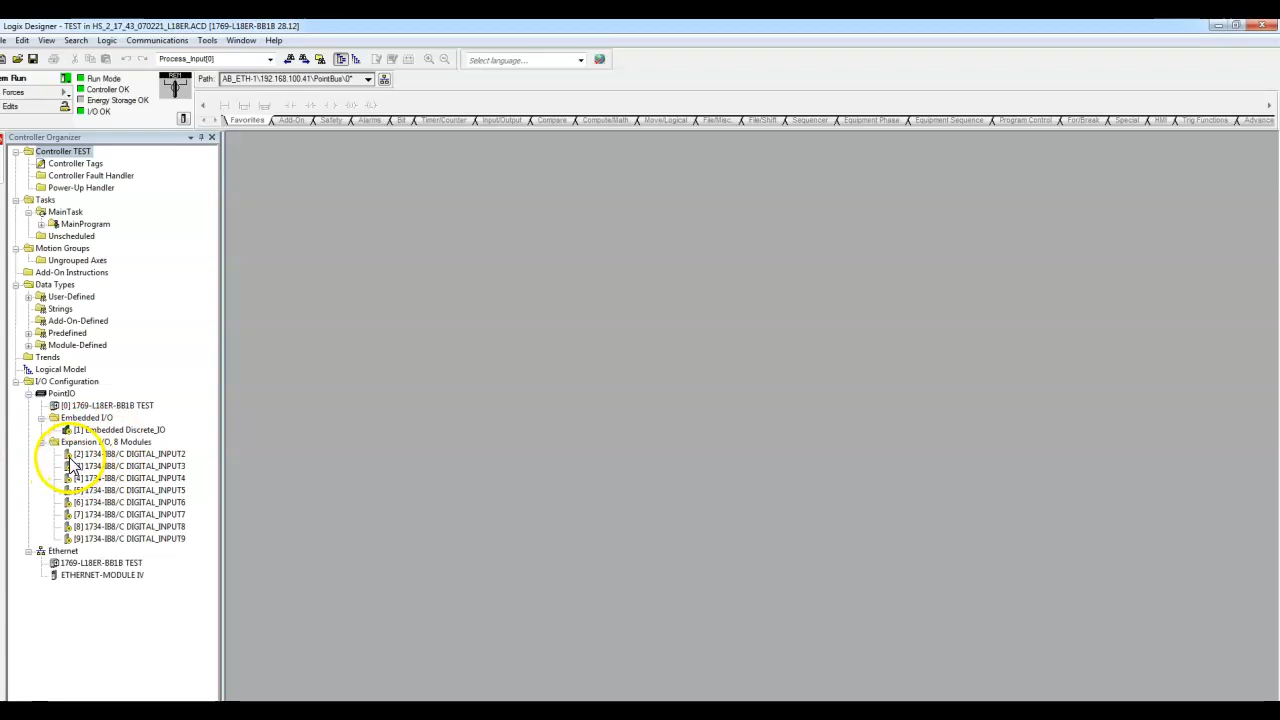 Logix Designer - TEST in HS_2_17_43_070221_L18ER.ACD [1769-L18ER-BB1B 28.12]
le Edit View Search Logic Communications Tools Window Help
Process_Input[0]
Select language...
em Run
Run Mode
Path: AB_ETH-1\192.168.100.41\PointBus\0*
Forces
Controller OK
Energy Storage OK
Edits
I/O OK
REM
Favorites Add-On Safety Alarms Bit Timer/Counter Input/Output Compare Compute/Math Move/Logical File/Misc. File/Shift Sequencer Equipment Phase Equipment Sequence Program Control For/Break Special HMI Trig Functions Advance
Controller Organizer
Controller TEST
Controller Tags
Controller Fault Handler
Power-Up Handler
Tasks
MainTask
MainProgram
Unscheduled
Motion Groups
Ungrouped Axes
Add-On Instructions
Data Types
User-Defined
Strings
Add-On-Defined
Predefined
Module-Defined
Trends
Logical Model
I/O Configuration
PointIO
[0] 1769-L18ER-BB1B TEST
Embedded I/O
[1] Embedded Discrete_IO
Expansion I/O, 8 Modules
[2] 1734-IB8/C DIGITAL_INPUT2
3] 1734-IB8/C DIGITAL_INPUT3
[4] 1734-IB8/C DIGITAL_INPUT4
[5] 1734-IB8/C DIGITAL_INPUT5
[6] 1734-IB8/C DIGITAL_INPUT6
[7] 1734-IB8/C DIGITAL_INPUT7
[8] 1734-IB8/C DIGITAL_INPUT8
[9] 1734-IB8/C DIGITAL_INPUT9
Ethernet
1769-L18ER-BB1B TEST
ETHERNET-MODULE IV